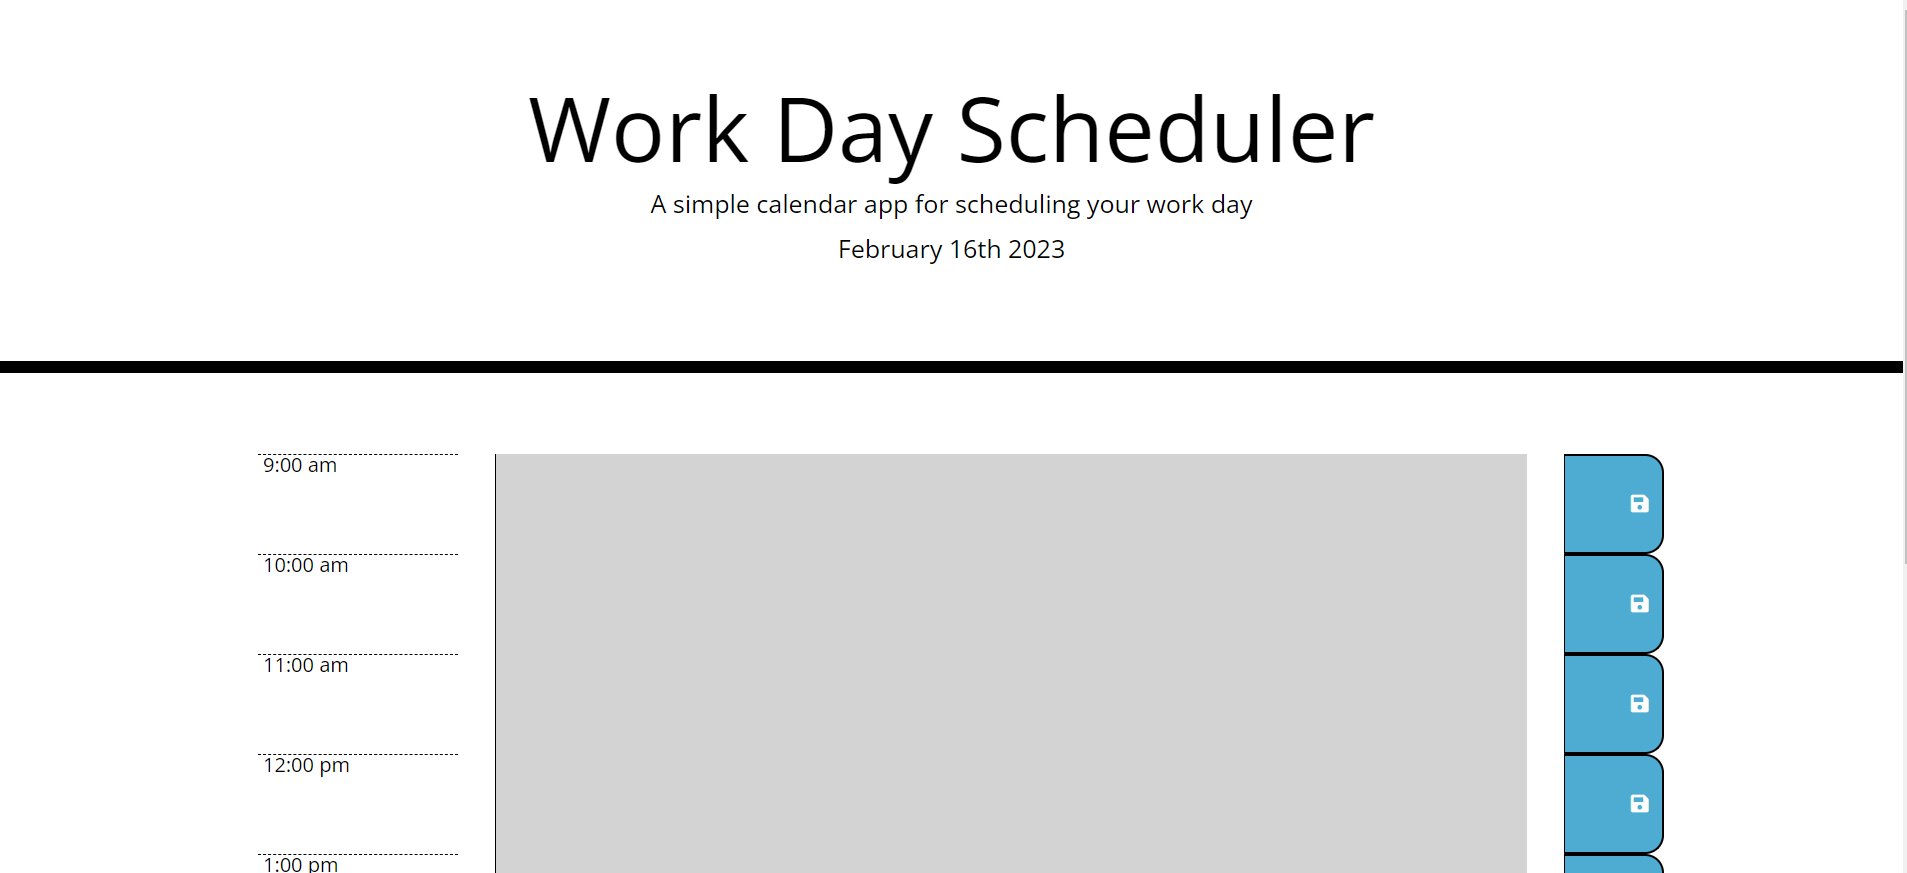 Work Day Scheduler
A simple calendar app for scheduling your work day
February 16th 2023
9:00 am
10:00 am
11:00 am
12:00 pm
1:00 pm